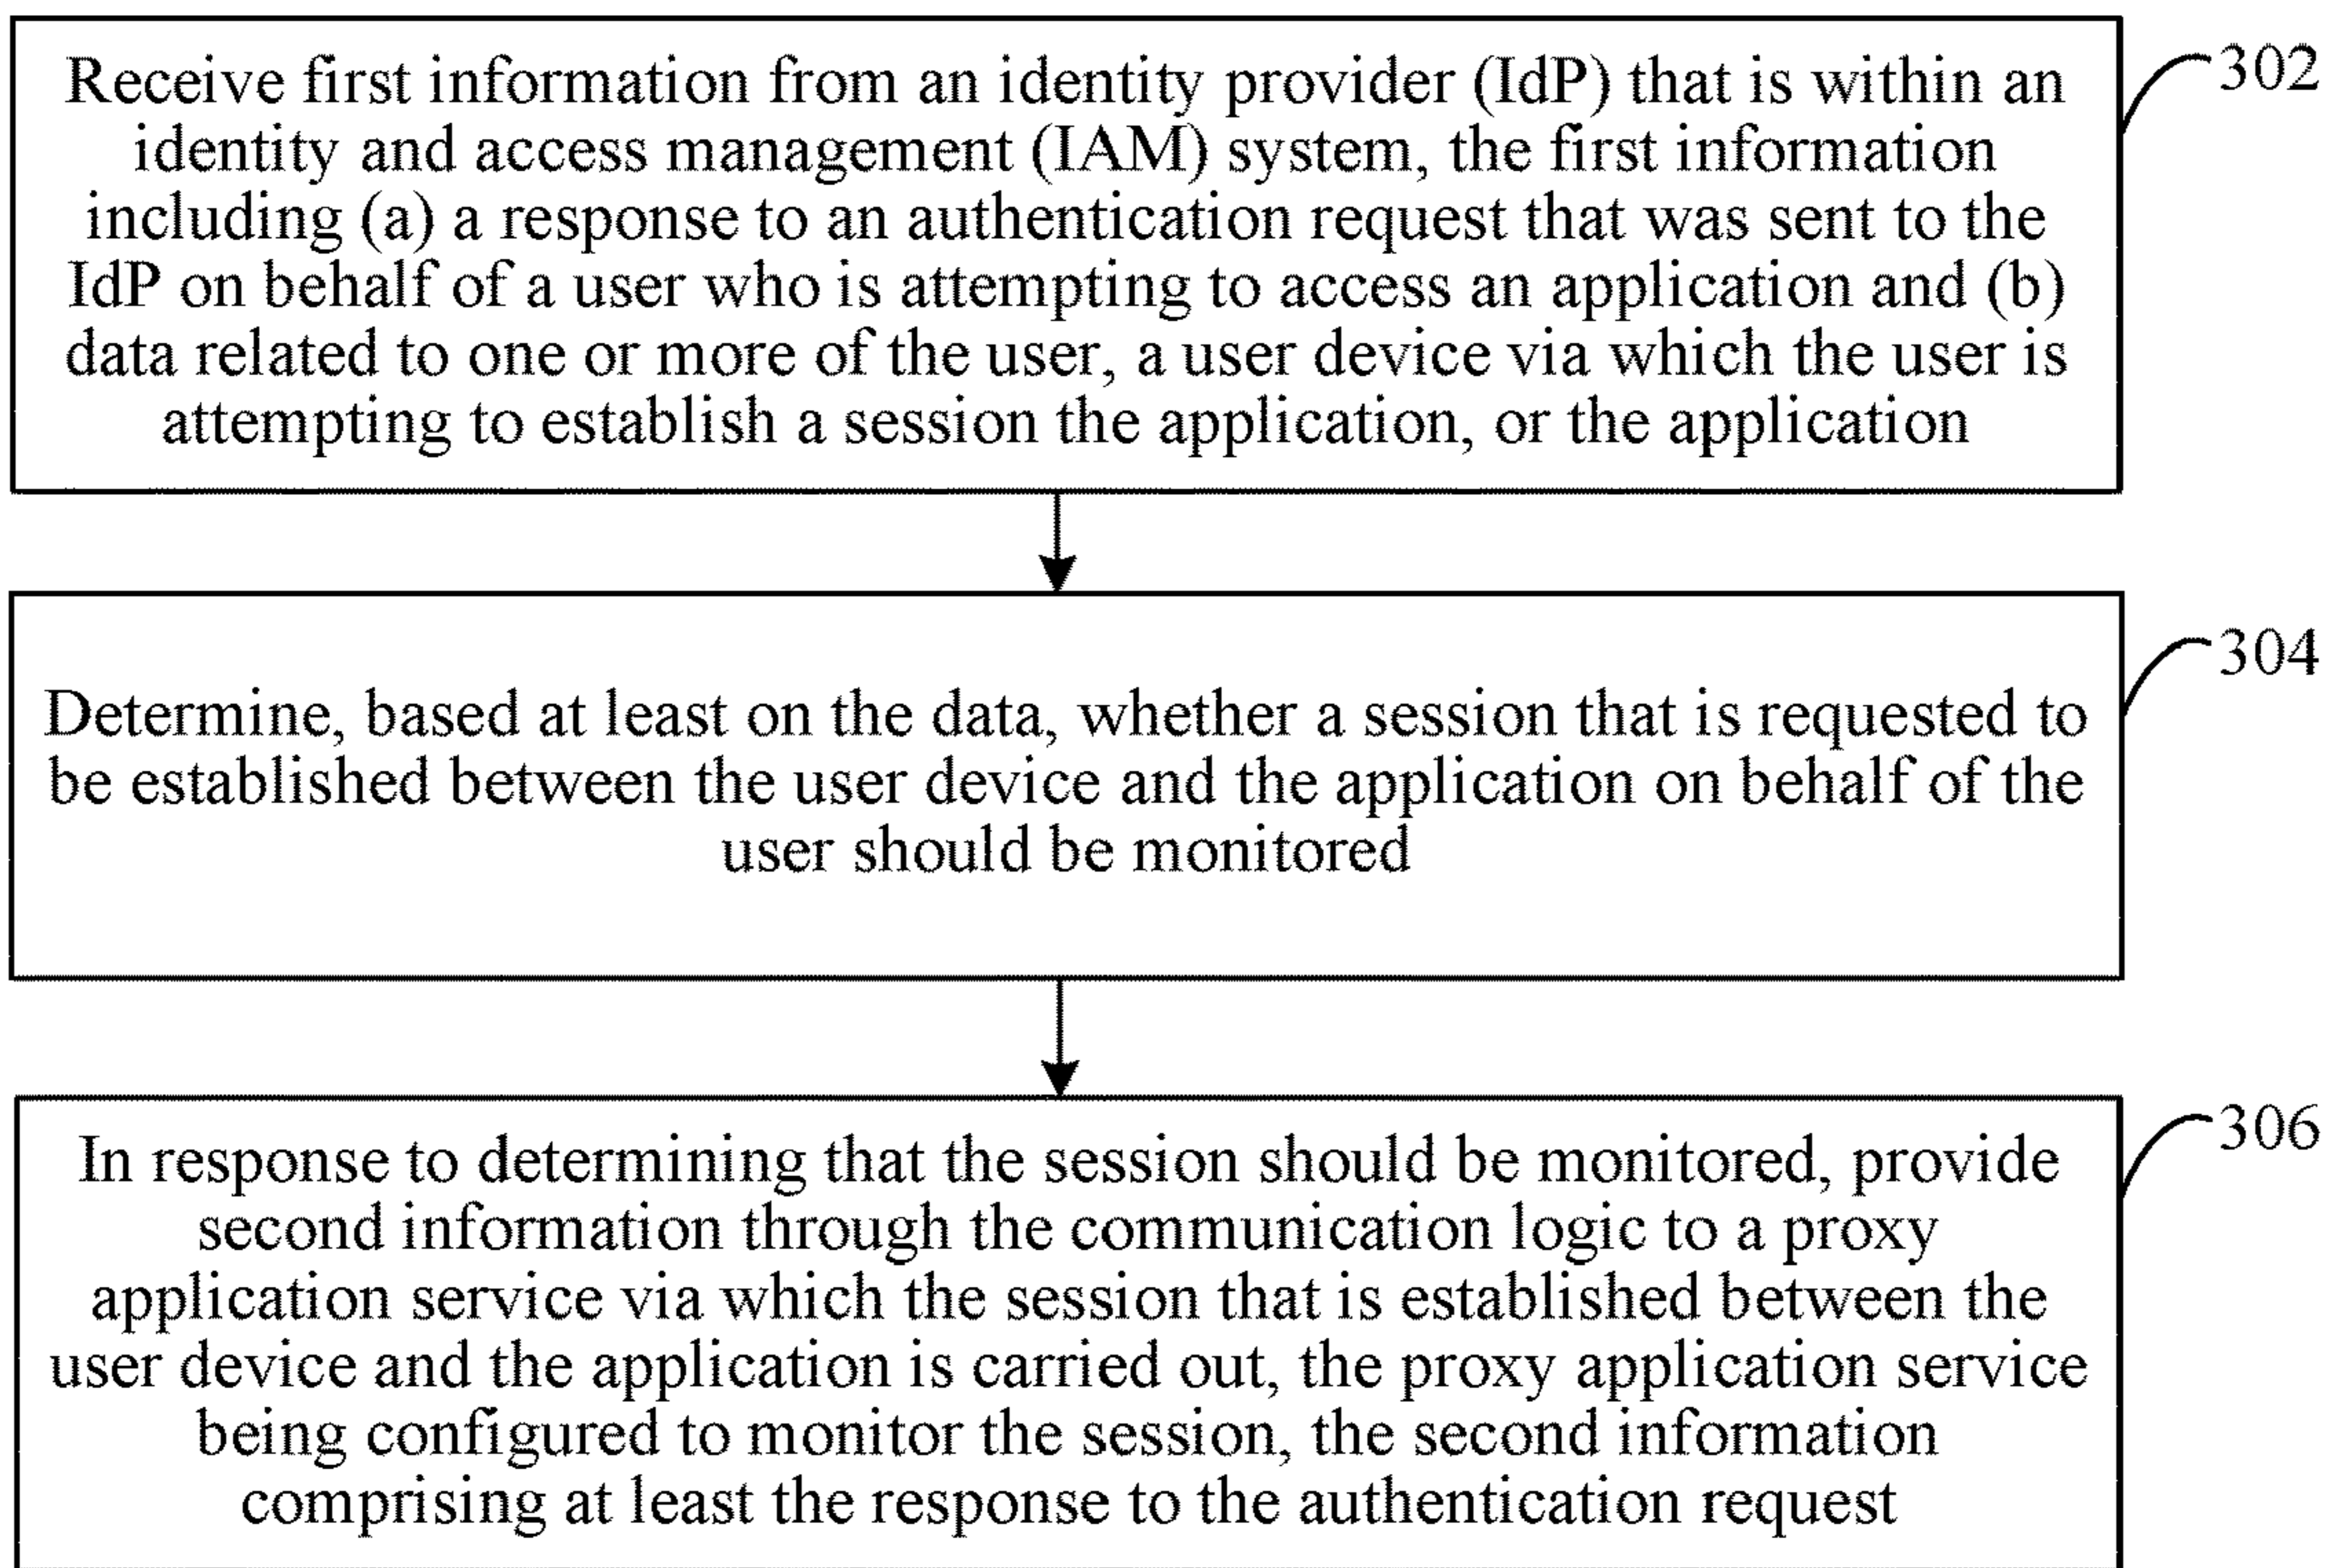 Receive first information from an identity provider (IdP) that is within an
identity and access management (IAM) system, the first information
including (a) a response to an authentication request that was sent to the
IdP on behalf of a user who is attempting to access an application and (b)
data related to one or more of the user, a user device via which the user is
attempting to establish a session the application, or the application
302
Determine, based at least on the data, whether a session that is requested to
be established between the user device and the application on behalf of the
user should be monitored
304
In response to determining that the session should be monitored, provide
second information through the communication logic to a proxy
application service via which the session that is established between the
user device and the application is carried out, the proxy application service
being configured to monitor the session, the second information
comprising at least the response to the authentication request
306